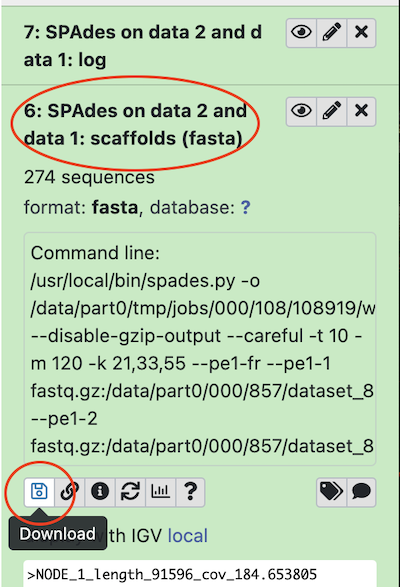 7: SPAdes on data 2 and d
ata 1: log
6: SPAdes on data 2 and
data 1: scaffolds (fasta)
274 sequences
format: fasta, database: ?
Command line:
/usr/local/bin/spades.py -o
/data/part0/tmp/jobs/000/108/108919/w
--disable-gzip-output --careful -t 10 -
m 120 -k 21,33,55 --pe1-fr --pe1-1
fastq.gz:/data/part0/000/857/dataset_8
--pe1-2
fastq.gz:/data/part0/000/857/dataset_8
?
Download
with IGV local
>NODE_1_length_91596_cov_184.653805